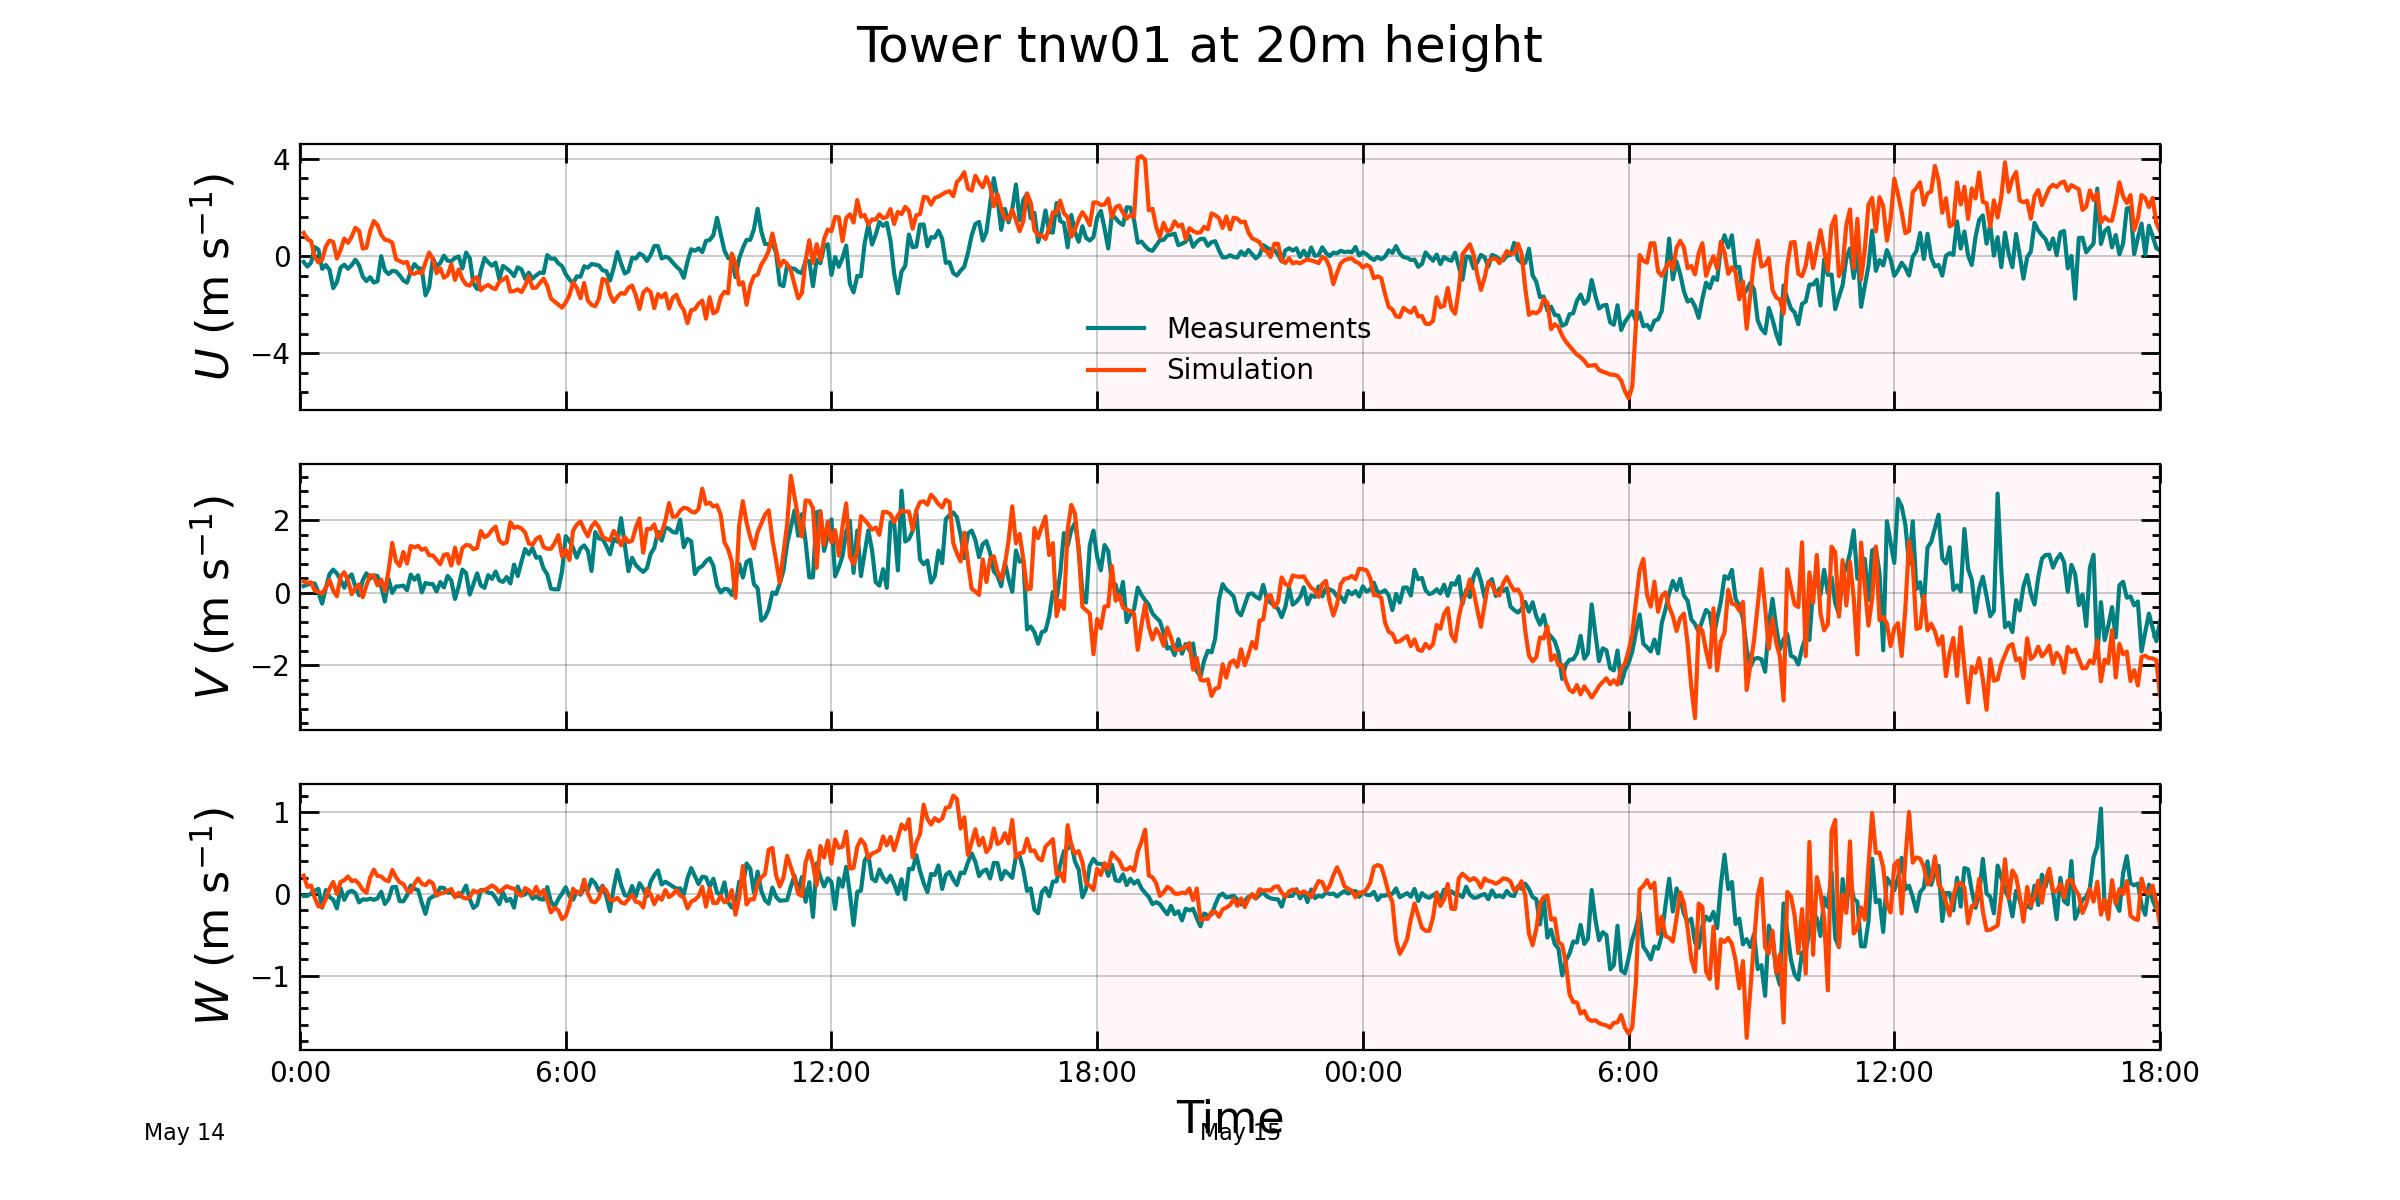 Tower tnw01 at 20m height
U (m s⁻¹)
4
0
−4
Measurements
Simulation
V (m s⁻¹)
2
0
−2
W (m s⁻¹)
1
0
−1
0:00 6:00 12:00 18:00 00:00 6:00 12:00 18:00
Time
May 14 May 15